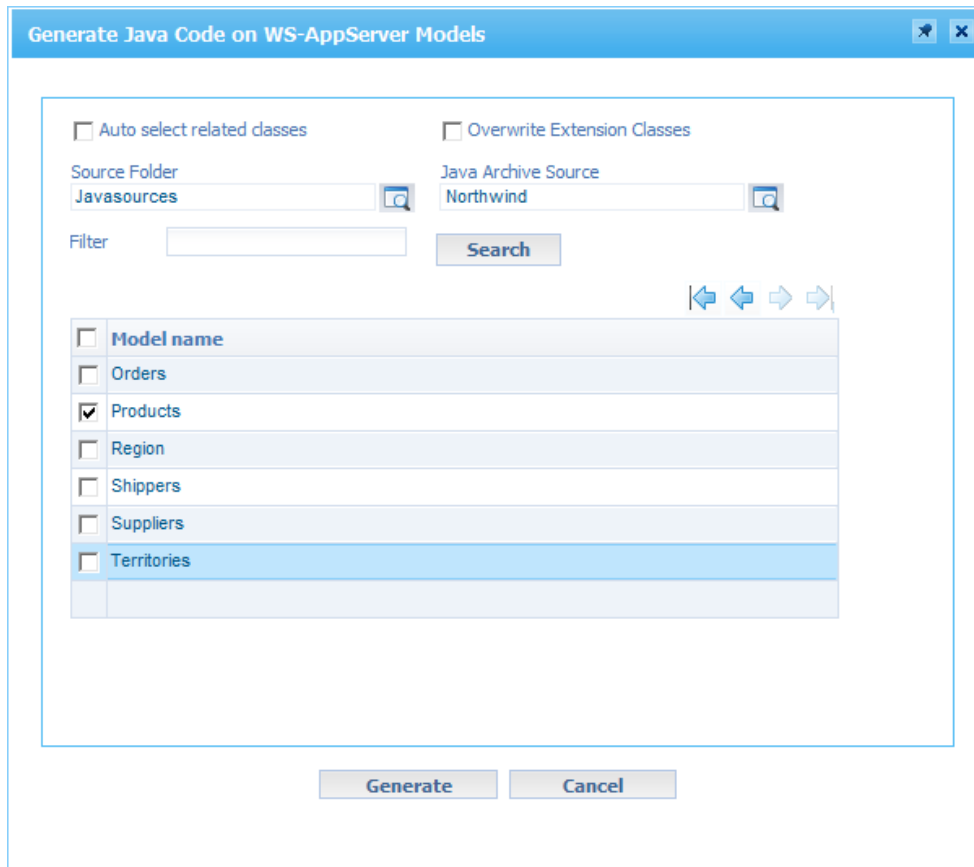 Generate Java Code on WS-AppServer Models
Auto select related classes Overwrite Extension Classes
Source Folder Java Archive Source
Javasources Northwind
Filter Search
Model name
Orders
Products
Region
Shippers
Suppliers
Territories
Generate Cancel